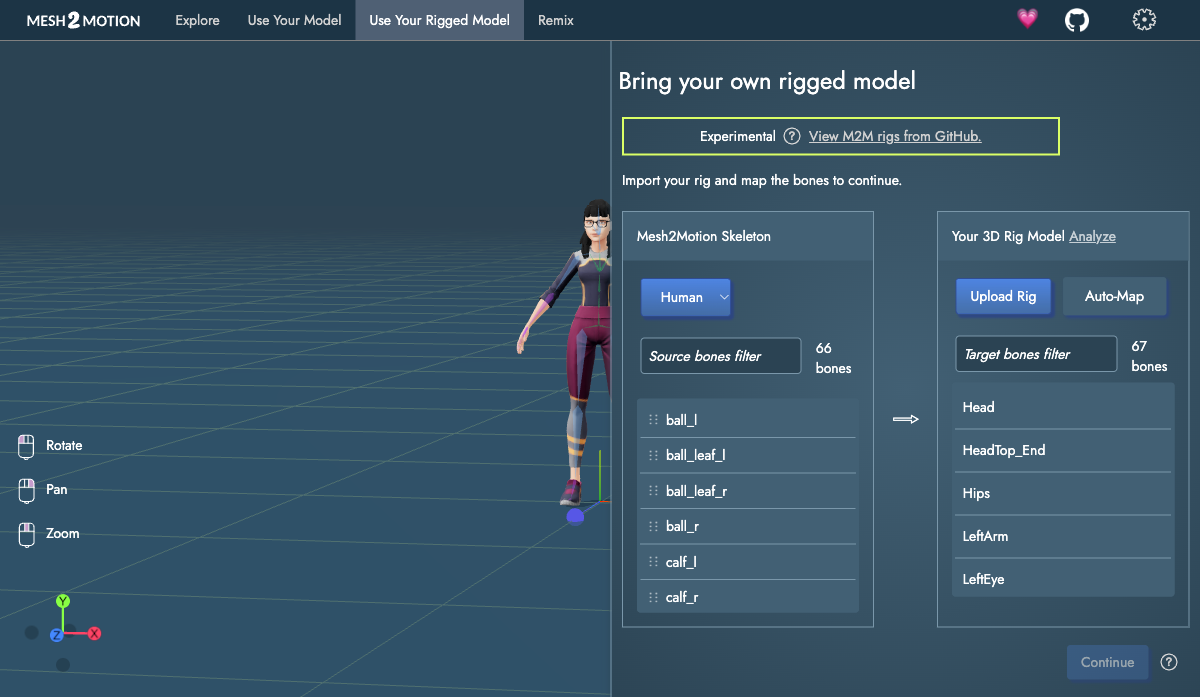 MESH2MOTION
Explore
Use Your Model
Use Your Rigged Model
Remix
Bring your own rigged model
Experimental ? View M2M rigs from GitHub.
Import your rig and map the bones to continue.
Mesh2Motion Skeleton
Human
Source bones filter
66
bones
ball_l
ball_leaf_l
ball_leaf_r
ball_r
calf_l
calf_r
Your 3D Rig Model Analyze
Upload Rig
Auto-Map
Target bones filter
67
bones
Head
HeadTop_End
Hips
LeftArm
LeftEye
Continue ?
Rotate
Pan
Zoom
Y
Z
X